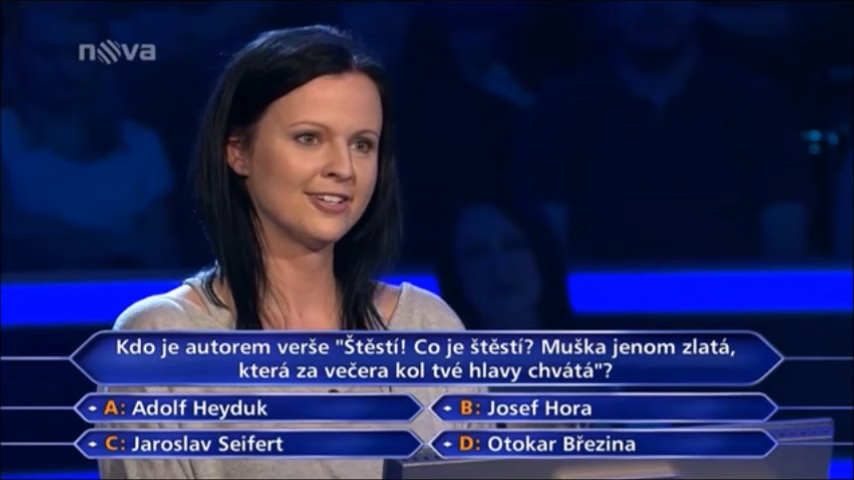 nova
Kdo je autorem verše "Štěstí! Co je štěstí? Muška jenom zlatá,
která za večera kol tvé hlavy chvátá"?
A: Adolf Heyduk
B: Josef Hora
C: Jaroslav Seifert
D: Otokar Březina